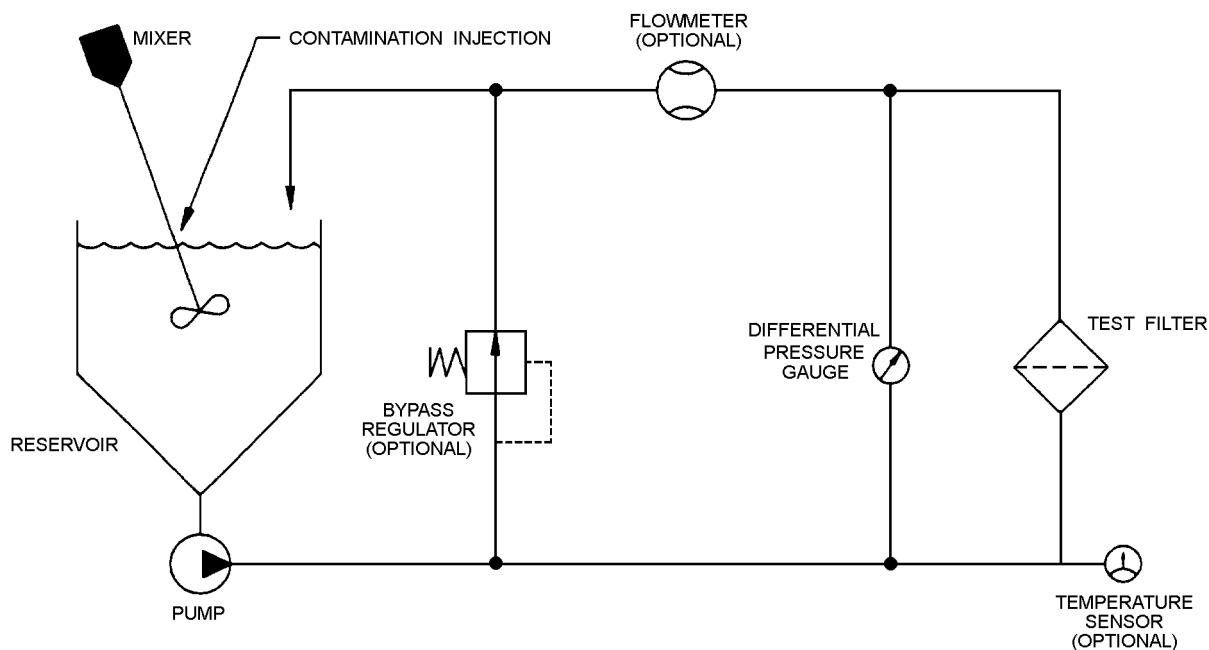 MIXER
CONTAMINATION INJECTION
FLOWMETER
(OPTIONAL)
DIFFERENTIAL
PRESSURE
GAUGE
TEST FILTER
BYPASS
REGULATOR
(OPTIONAL)
RESERVOIR
PUMP
TEMPERATURE
SENSOR
(OPTIONAL)